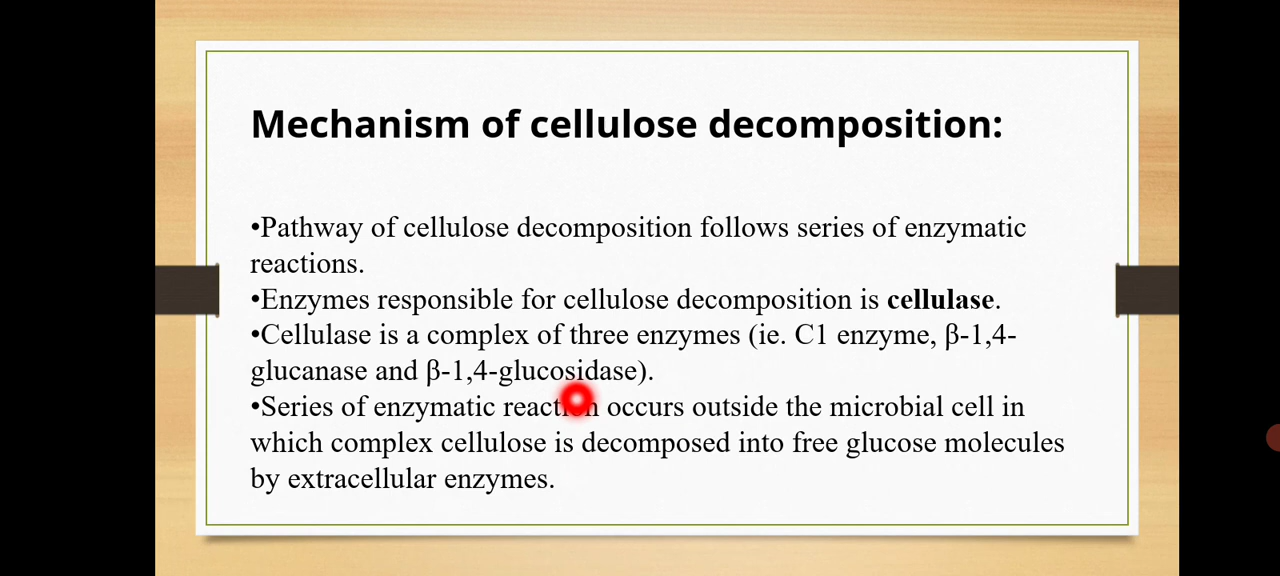 Mechanism of cellulose decomposition:
•Pathway of cellulose decomposition follows series of enzymatic
reactions.
•Enzymes responsible for cellulose decomposition is cellulase.
•Cellulase is a complex of three enzymes (ie. C1 enzyme, β-1,4-
glucanase and β-1,4-glucosidase).
•Series of enzymatic reaction occurs outside the microbial cell in
which complex cellulose is decomposed into free glucose molecules
by extracellular enzymes.